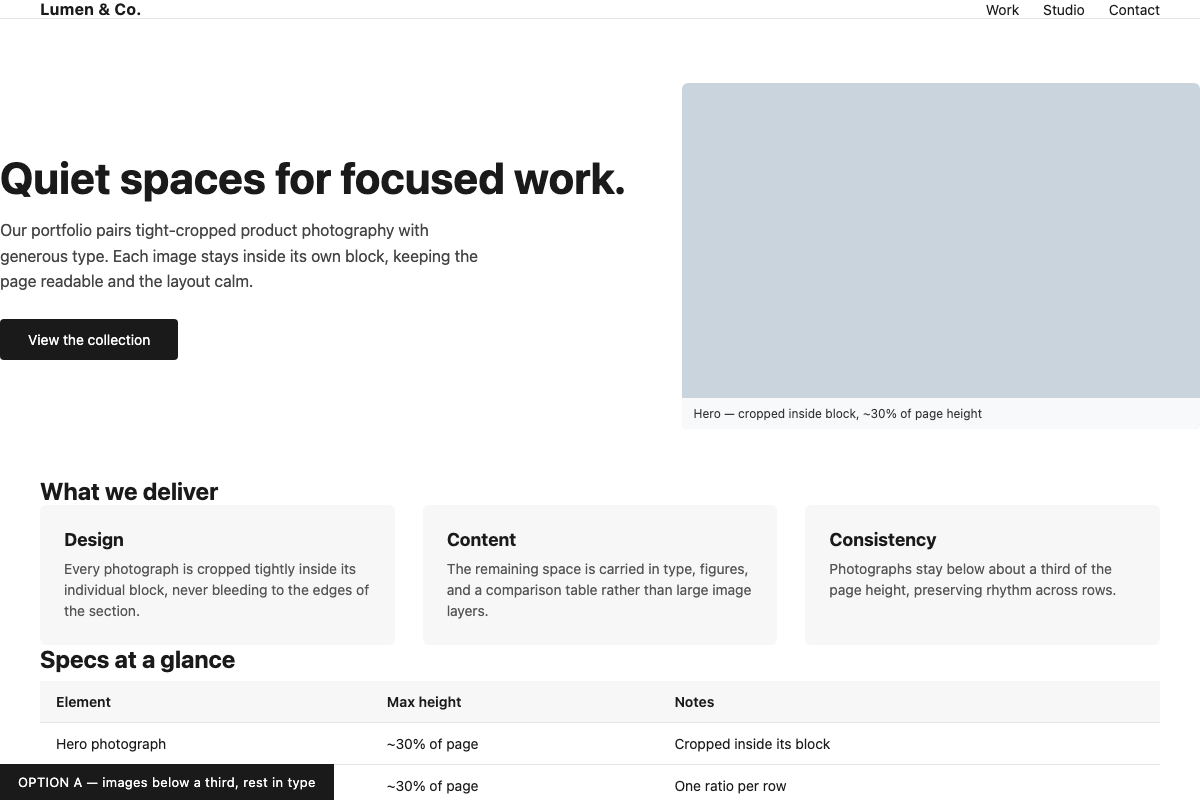 Lumen & Co.
Work Studio Contact
Quiet spaces for focused work.
Our portfolio pairs tight-cropped product photography with
generous type. Each image stays inside its own block, keeping the
page readable and the layout calm.
View the collection
Hero — cropped inside block, ~30% of page height
What we deliver
Design
Every photograph is cropped tightly inside its
individual block, never bleeding to the edges of
the section.
Content
The remaining space is carried in type, figures,
and a comparison table rather than large image
layers.
Consistency
Photographs stay below about a third of the
page height, preserving rhythm across rows.
Specs at a glance
Element Max height Notes
Hero photograph ~30% of page Cropped inside its block
~30% of page One ratio per row
OPTION A — images below a third, rest in type